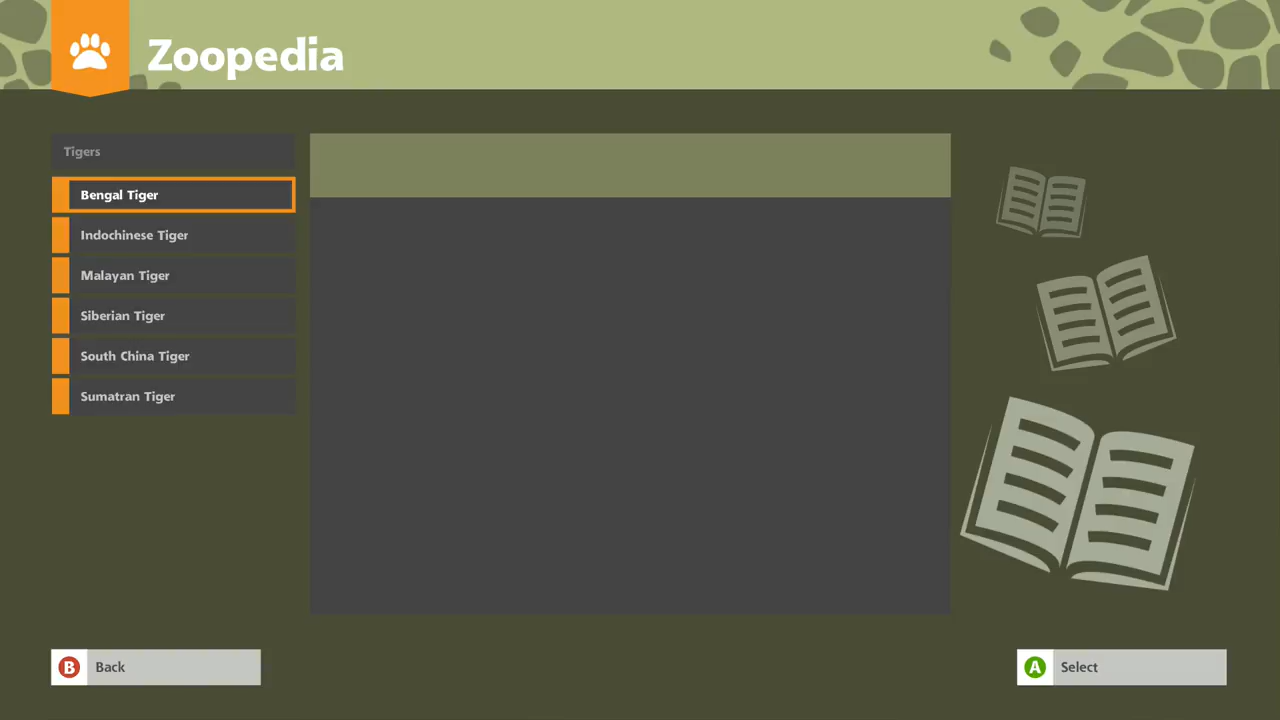 Zoopedia
Tigers
Bengal Tiger
Indochinese Tiger
Malayan Tiger
Siberian Tiger
South China Tiger
Sumatran Tiger
B Back
A Select